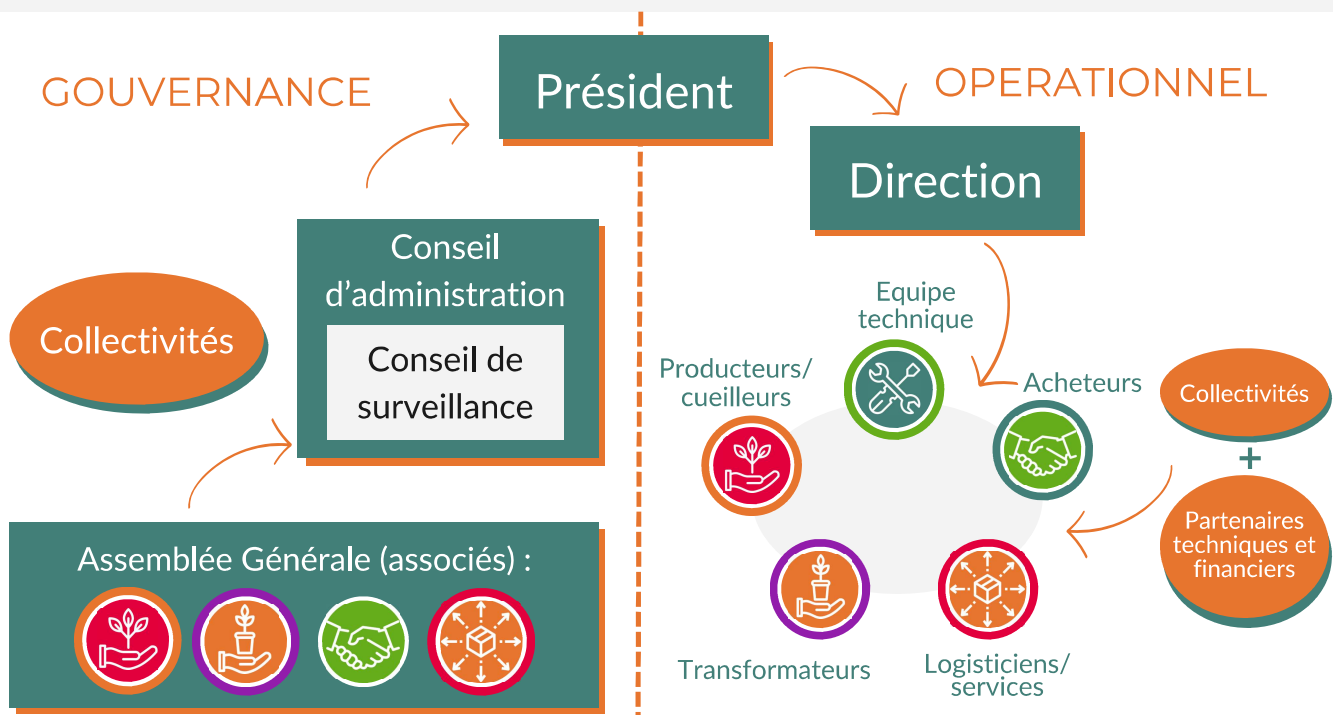 GOUVERNANCE
Président
OPERATIONNEL
Direction
Conseil
d’administration
Conseil de
surveillance
Collectivités
Assemblée Générale (associés) :
Equipe
technique
Producteurs/
cueilleurs
Acheteurs
Collectivités
+
Partenaires
techniques et
financiers
Transformateurs
Logisticiens/
services